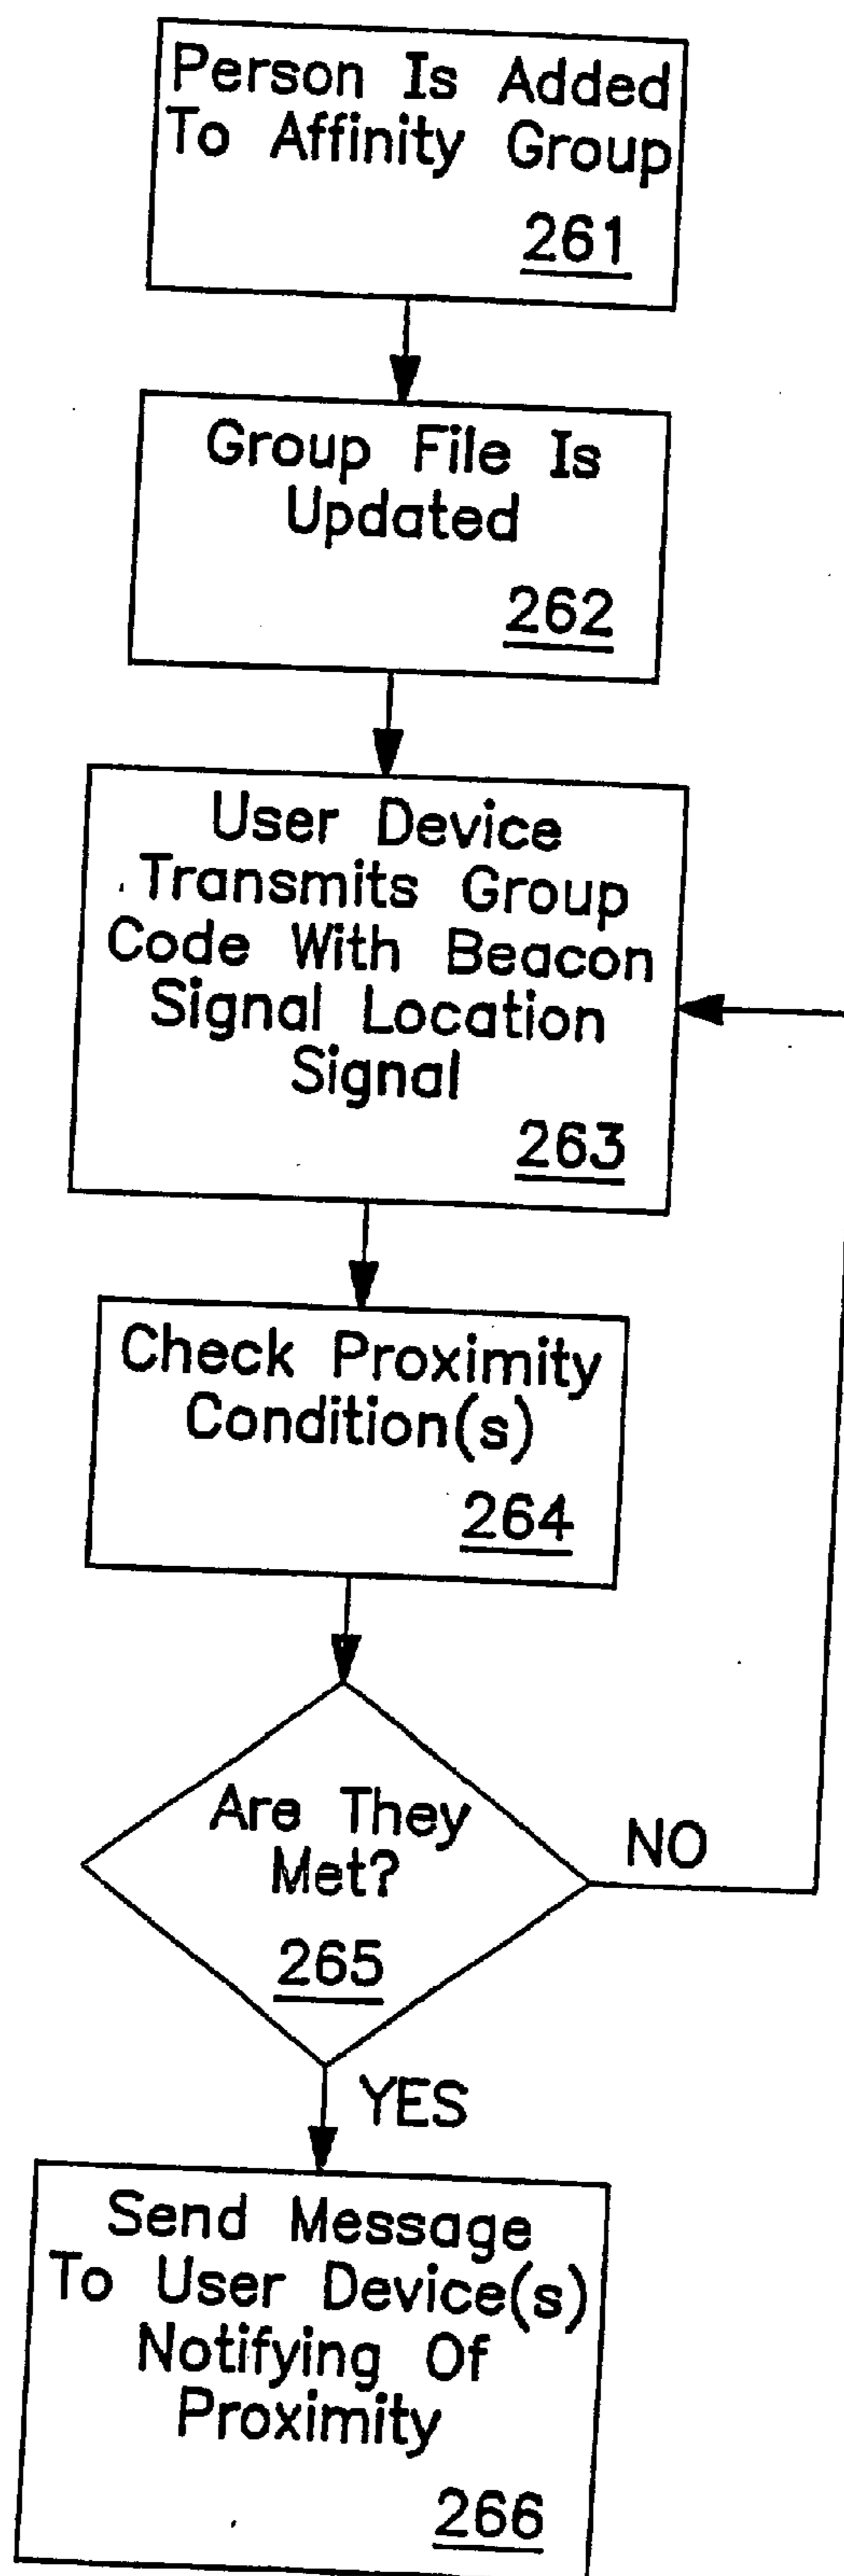 Person Is Added
To Affinity Group
261
Group File Is
Updated
262
User Device
Transmits Group
Code With Beacon
Signal Location
Signal
263
Check Proximity
Condition(s)
264
Are They
Met?
265
NO
YES
Send Message
To User Device(s)
Notifying Of
Proximity
266